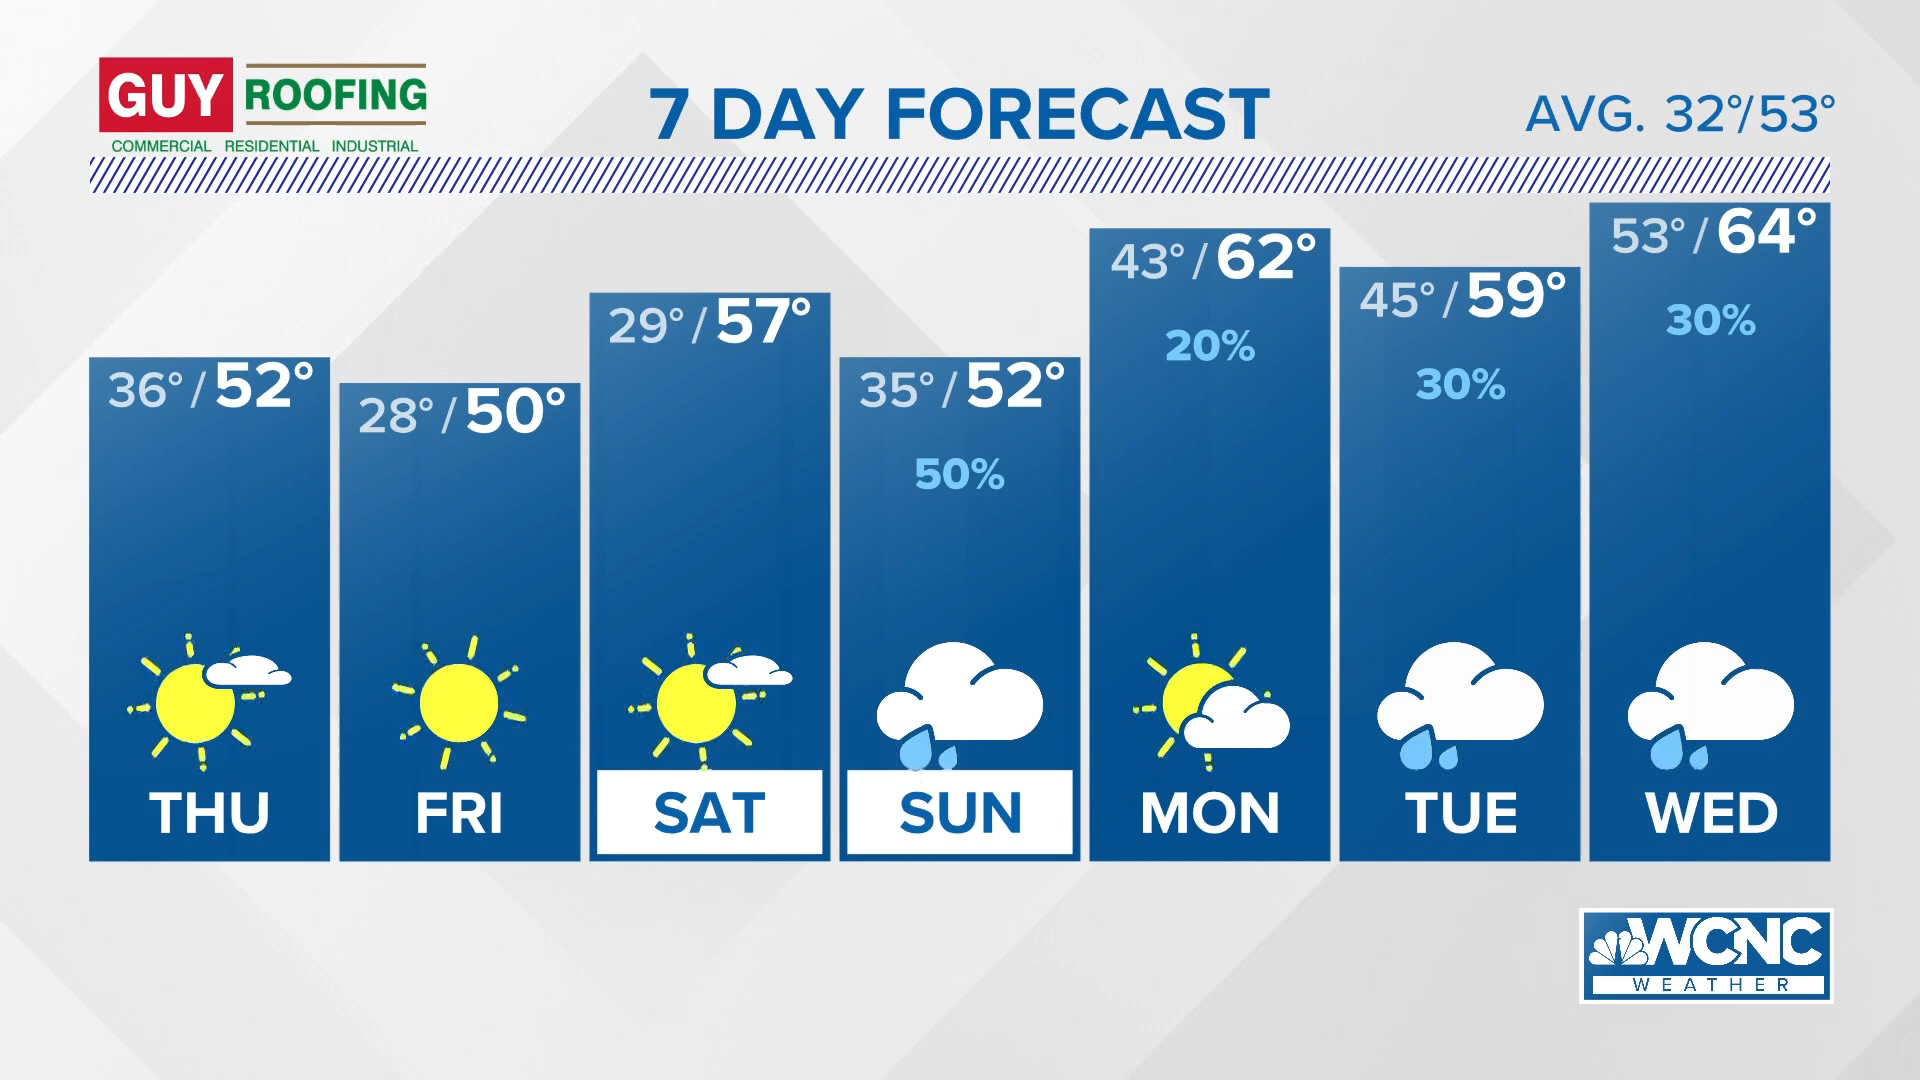 GUY ROOFING
COMMERCIAL RESIDENTIAL INDUSTRIAL
7 DAY FORECAST
AVG. 32°/53°
36°/52°
THU
28°/50°
FRI
29°/57°
SAT
35°/52°
50%
SUN
43°/62°
20%
MON
45°/59°
30%
TUE
53°/64°
30%
WED
WCNC
WEATHER